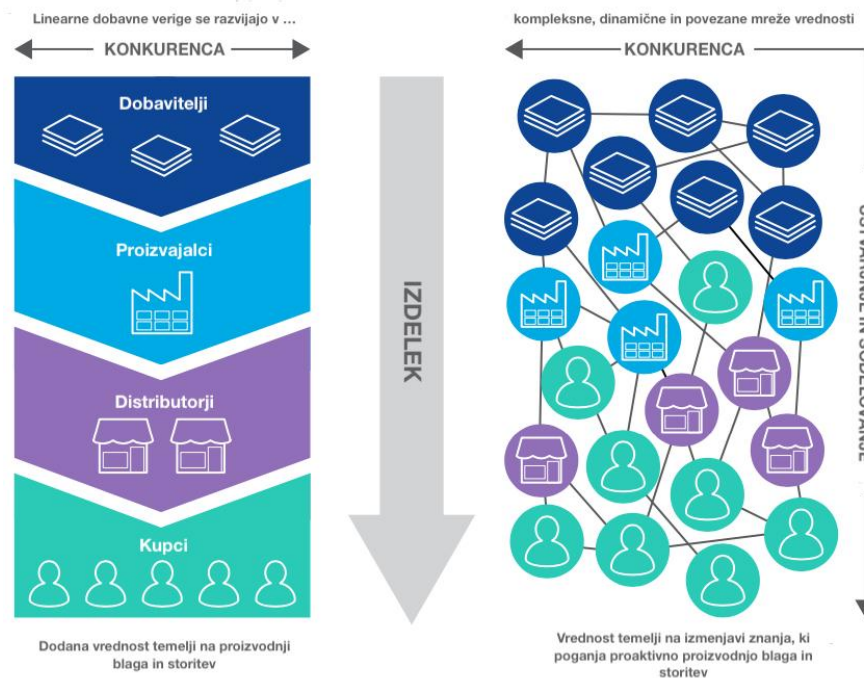 Linearne dobavne verige se razvijajo v ...
KONKURENCA
Dobavitelji
Proizvajalci
Distributorji
Kupci
Dodana vrednost temelji na proizvodnji
blaga in storitev
IZDELEK
kompleksne, dinamične in povezane mreže vrednosti
KONKURENCA
IN SODELOVANJE
Vrednost temelji na izmenjavi znanja, ki
poganja proaktivno proizvodnjo blaga in
storitev